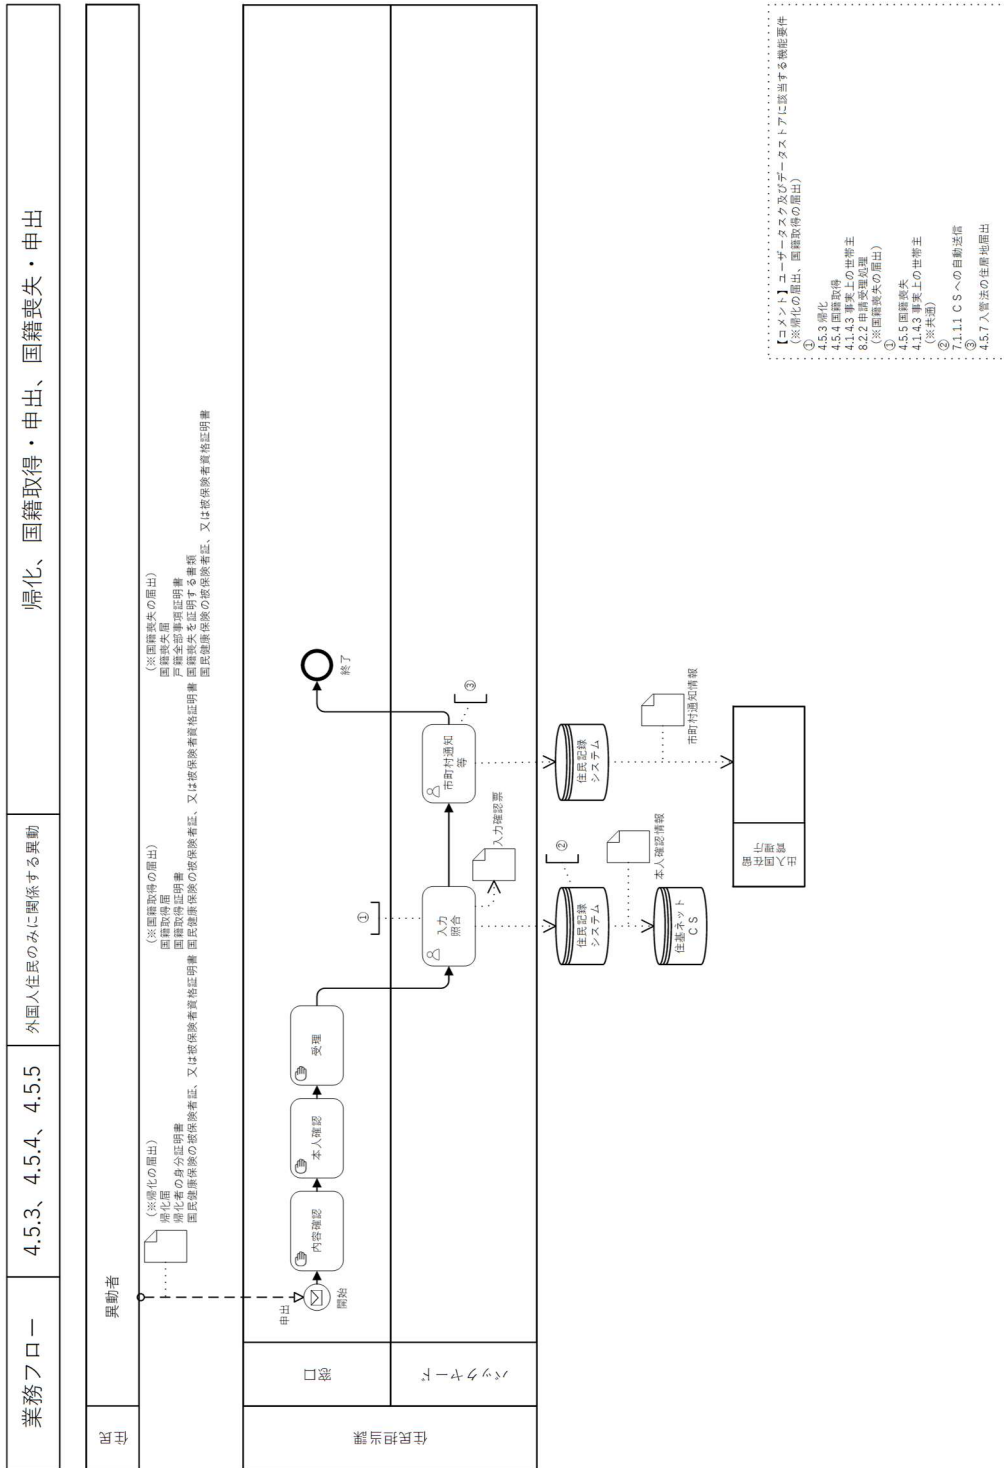 業務フロー
4.5.3、4.5.4、4.5.5
外国人住民のみに関係する異動
帰化、国籍取得・申出、国籍喪失・申出
住民
異動者
(※帰化の届出)
帰化届
帰化者の身分証明書
国民健康保険の被保険者証、又は被保険者資格証明書
(※国籍取得の届出)
国籍取得届
国籍取得証明書
国民健康保険の被保険者証、又は被保険者資格証明書
(※国籍喪失の届出)
国籍喪失届
戸籍全部事項証明書
国籍喪失を証明する書類
国民健康保険の被保険者証、又は被保険者資格証明書
住民担当課
窓口
申出
開始
内容確認
本人確認
受理
終了
バックヤード
①
入力
照合
入力確認票
市町村通知
等
③
住民記録
システム
②
本人確認情報
住基ネット
CS
住民記録
システム
市町村通知情報
出入国在留
管理庁
【コメント】ユーザータスク及びデータストアに該当する機能要件
(※帰化の届出、国籍取得の届出)
①
4.5.3 帰化
4.5.4 国籍取得
4.1.4.3 事実上の世帯主
8.2.2 申請受理処理
(※国籍喪失の届出)
①
4.5.5 国籍喪失
4.1.4.3 事実上の世帯主
(※共通)
②
7.1.1.1 CSへの自動送信
③
4.5.7 入管法の住居地届出